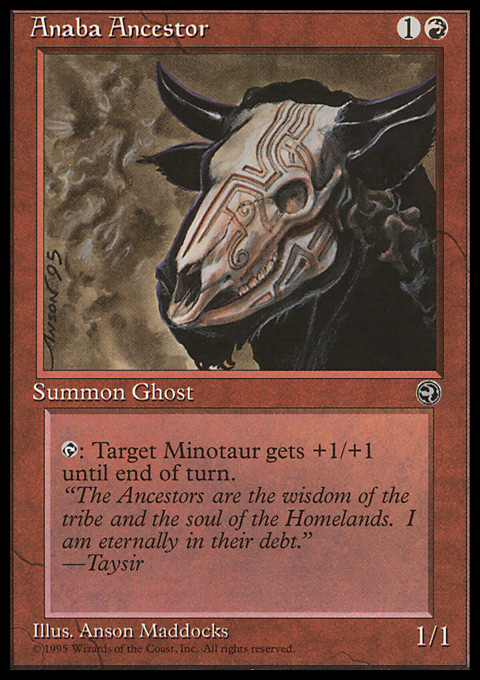 Anaba Ancestor 1
ANSON 95
Summon Ghost
: Target Minotaur gets +1/+1
until end of turn.
“The Ancestors are the wisdom of the
tribe and the soul of the Homelands. I
am eternally in their debt.”
—Taysir
Illus. Anson Maddocks
1/1
©1995 Wizards of the Coast, Inc. All rights reserved.